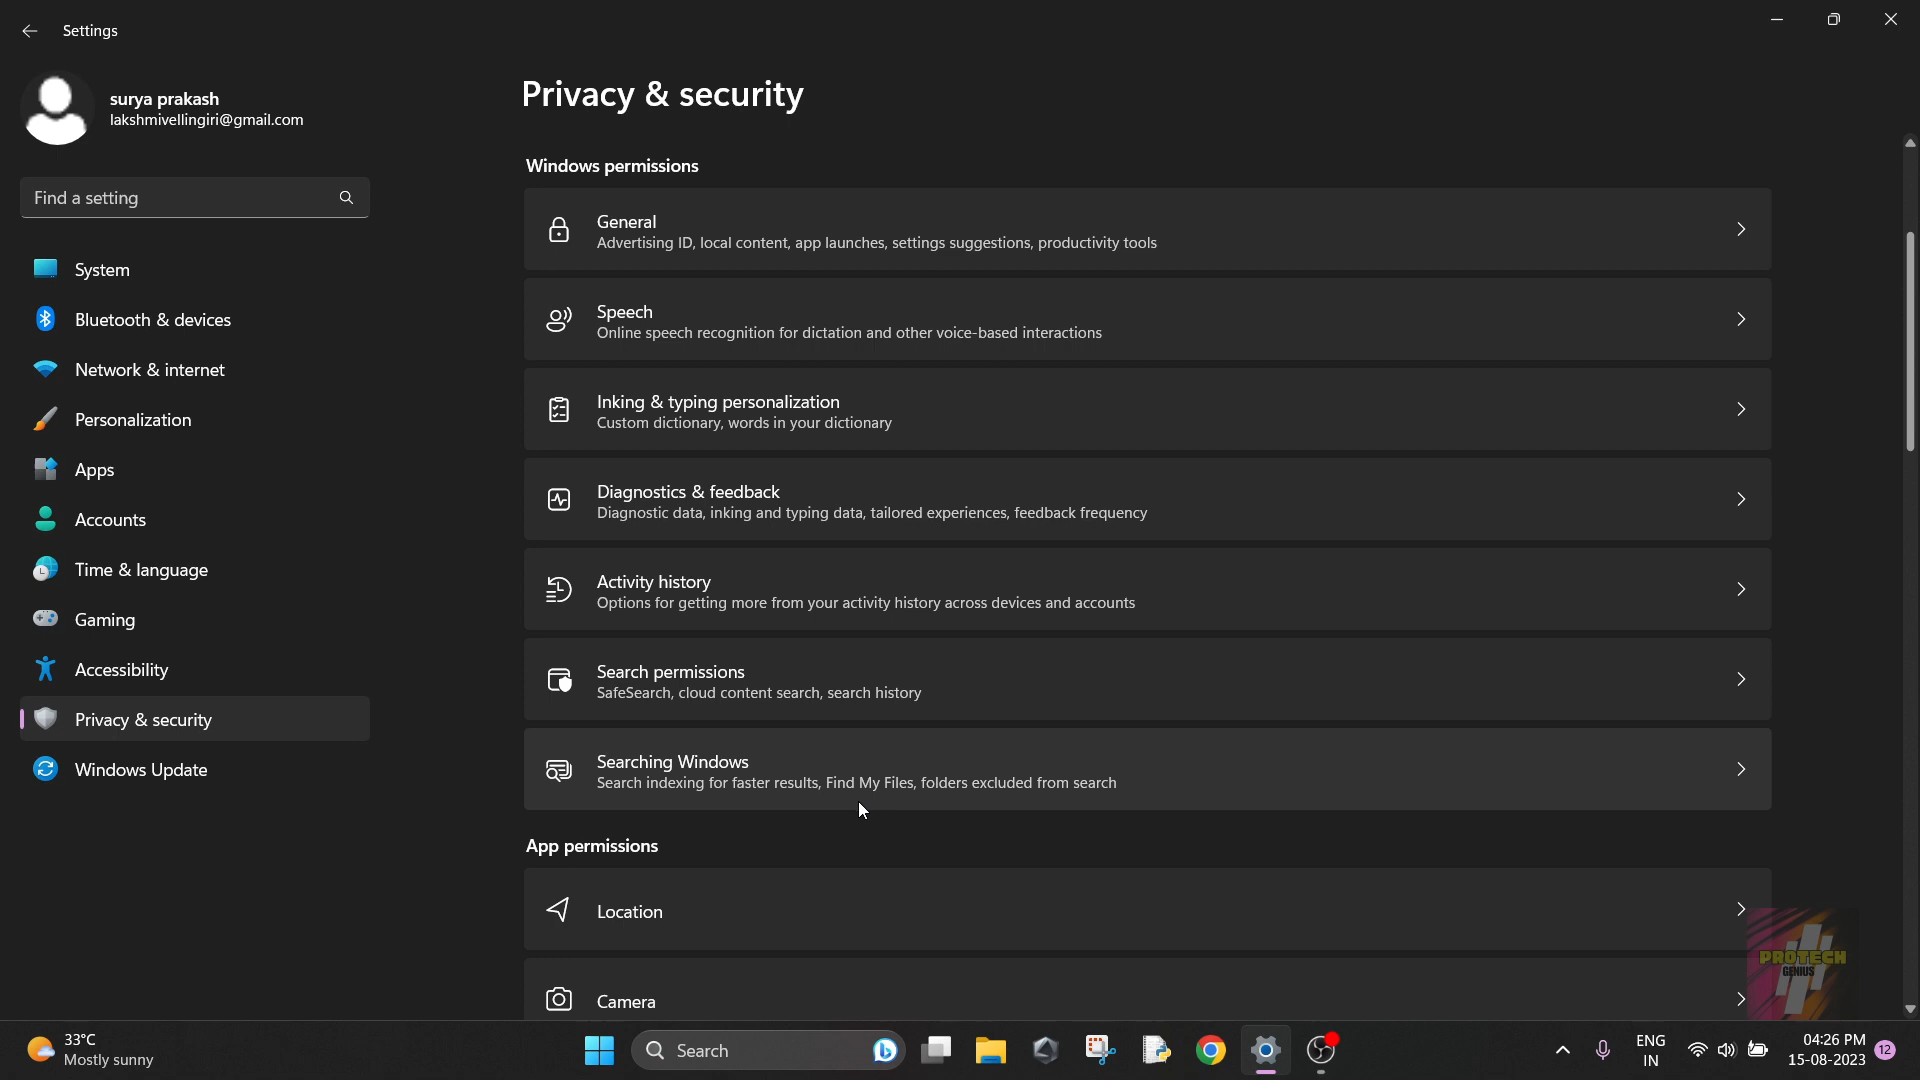 Settings
surya prakash
lakshmivellingiri@gmail.com
Find a setting
System
Bluetooth & devices
Network & internet
Personalization
Apps
Accounts
Time & language
Gaming
Accessibility
Privacy & security
Windows Update
Privacy & security
Windows permissions
General
Advertising ID, local content, app launches, settings suggestions, productivity tools
Speech
Online speech recognition for dictation and other voice-based interactions
Inking & typing personalization
Custom dictionary, words in your dictionary
Diagnostics & feedback
Diagnostic data, inking and typing data, tailored experiences, feedback frequency
Activity history
Options for getting more from your activity history across devices and accounts
Search permissions
SafeSearch, cloud content search, search history
Searching Windows
Search indexing for faster results, Find My Files, folders excluded from search
App permissions
Location
Camera
PROTECH
GENIUS
33°C
Mostly sunny
Search
ENG
IN
04:26 PM
15-08-2023
12